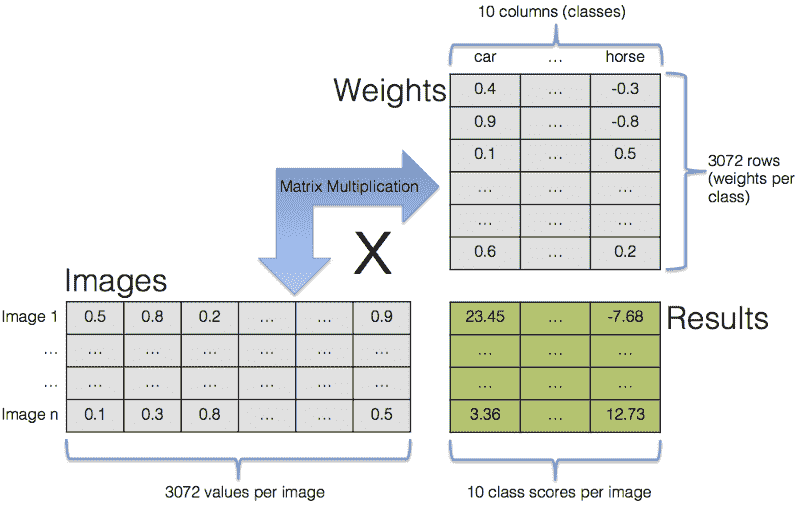 10 columns (classes)
car … horse
Weights
0.4 … -0.3
0.9 … -0.8
0.1 … 0.5
… … …
… … …
0.6 … 0.2
3072 rows
(weights per
class)
Matrix Multiplication
X
Images
Image 1 0.5 0.8 0.2 … … 0.9
… … … … … … …
… … … … … … …
Image n 0.1 0.3 0.8 … … 0.5
3072 values per image
Results
23.45 … -7.68
… … …
… … …
3.36 … 12.73
10 class scores per image